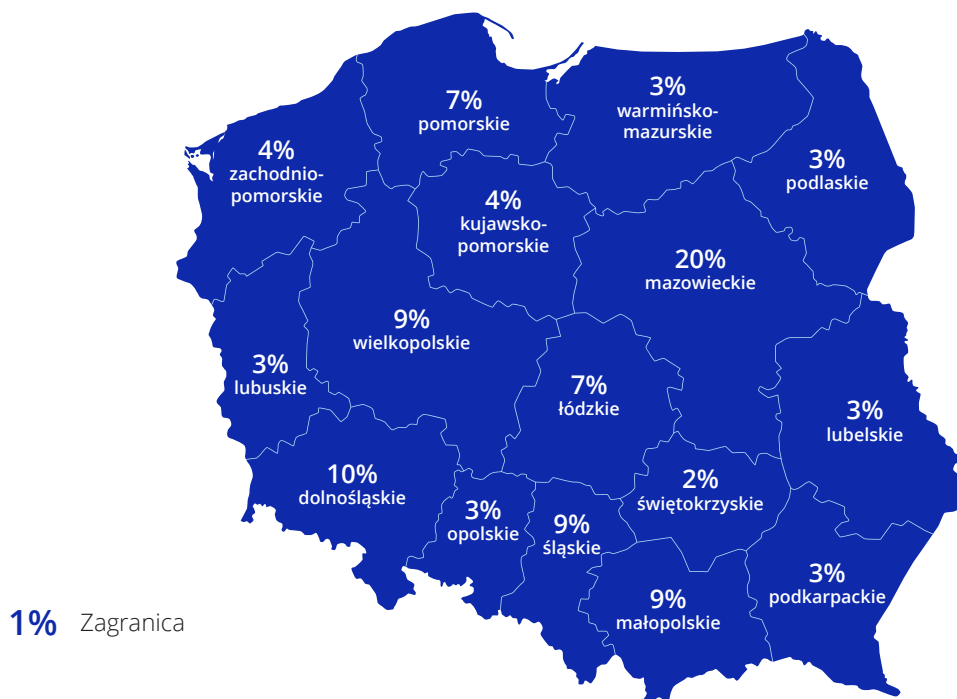 7%
pomorskie
3%
warmińsko-
mazurskie
4%
zachodnio-
pomorskie
3%
podlaskie
4%
kujawsko-
pomorskie
20%
mazowieckie
9%
wielkopolskie
3%
lubuskie
7%
łódzkie
3%
lubelskie
10%
dolnośląskie
2%
świętokrzyskie
3%
opolskie
9%
śląskie
3%
podkarpackie
9%
małopolskie
1% Zagranica